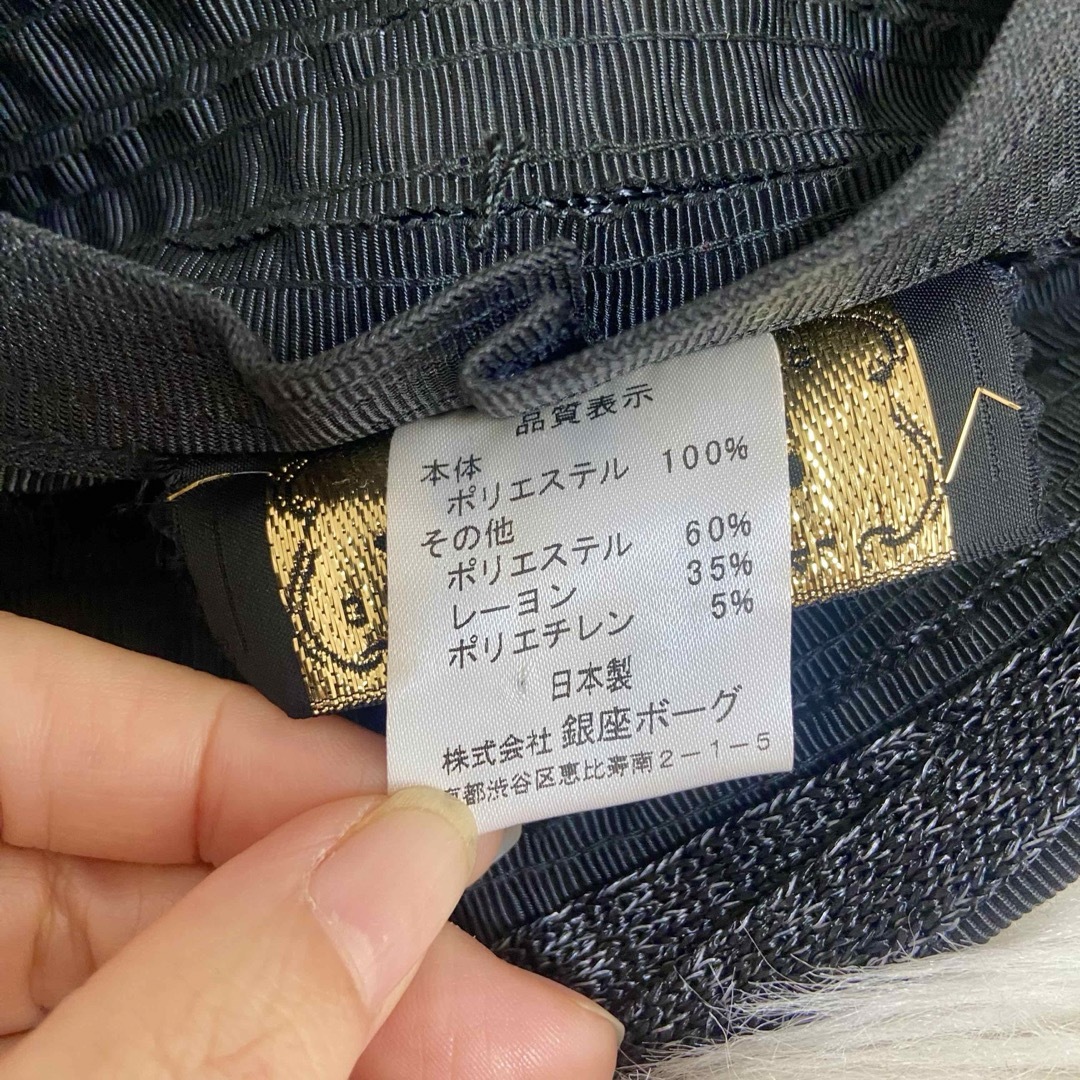 品質表示
本体
ポリエステル 100%
その他
ポリエステル 60%
レーヨン 35%
ポリエチレン 5%
日本製
株式会社 銀座ボーグ
京都渋谷区恵比寿南2-1-5